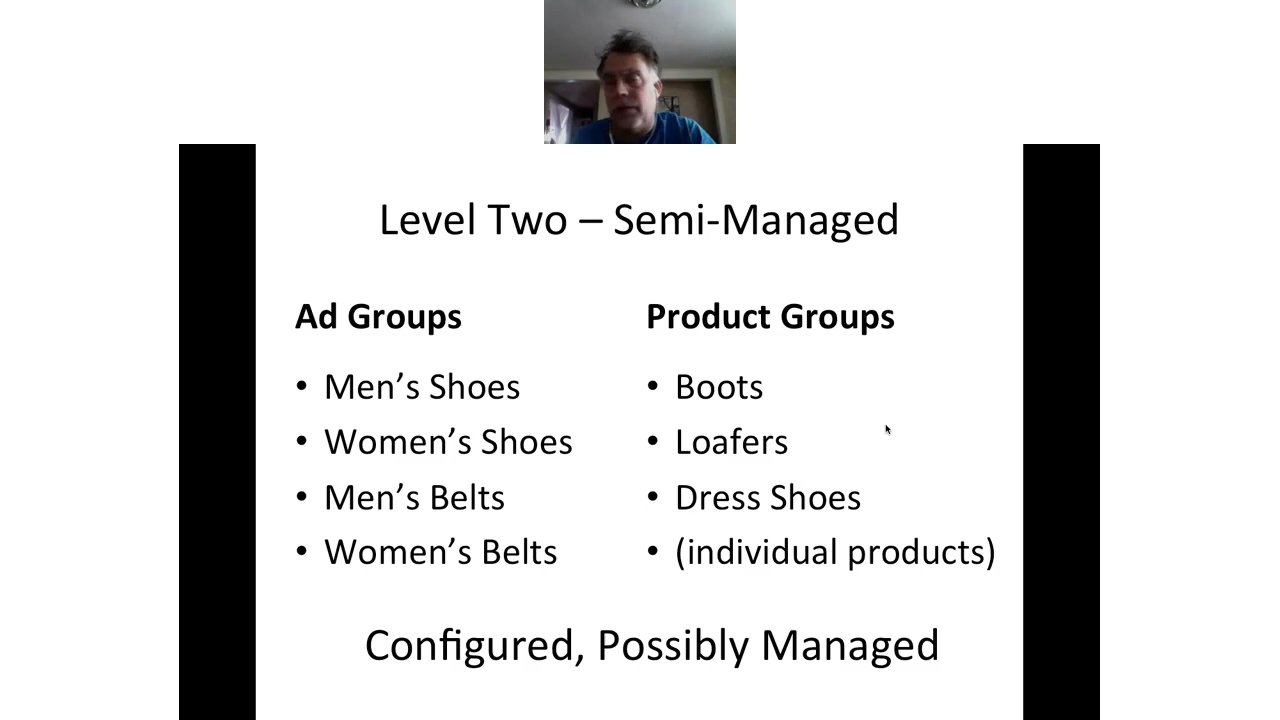 Level Two – Semi-Managed
Ad Groups
• Men’s Shoes
• Women’s Shoes
• Men’s Belts
• Women’s Belts
Product Groups
• Boots
• Loafers
• Dress Shoes
• (individual products)
Configured, Possibly Managed